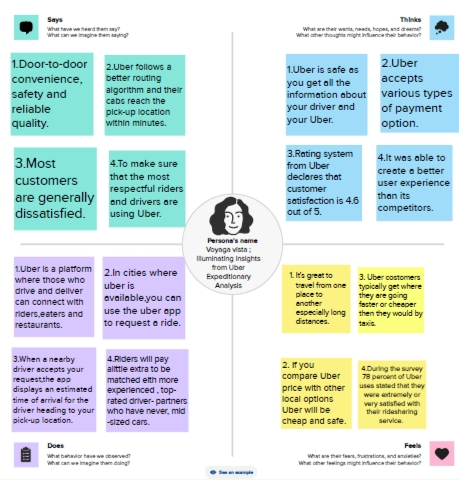 Says
What have we heard them say?
What can we imagine them saying?
1.Door-to-door
convenience,
safety and
reliable
quality.
2.Uber follows a
better routing
algorithm and their
cabs reach the
pick-up location
within minutes.
3.Most
customers
are generally
dissatisfied.
4.To make sure
that the most
respectful riders
and drivers are
using Uber.
Thinks
What are their wants, needs, hopes, and dreams?
What other thoughts might influence their behavior?
1.Uber is safe as
you get all the
information about
your driver and
your Uber.
2.Uber
accepts
various types
of payment
option.
3.Rating system
from Uber
declares that
customer
satisfaction is 4.6
out of 5.
4.It was able to
create a better
user experience
than its
competitors.
Persona's name
Voyaga vista ;
Illuminating insights
from Uber
Expeditionary
Analysis
1.Uber is a platform
where those who
drive and deliver
can connect with
riders,eaters and
restaurants.
2.In cities where
uber is
available,you can
use the uber app
to request a ride.
3.When a nearby
driver accepts your
request,the app
displays an estimated
time of arrival for the
driver heading to your
pick-up location.
4.Riders will pay
alittle extra to be
matched eith more
experienced , top-
rated driver- partners
who have never, mid
-sized cars.
Does
What behavior have we observed?
What can we imagine them doing?
1. It's great to
travel from one
place to
another
especially long
distances.
3. Uber costomers
typically get where
they are going
faster or cheaper
then they would by
taxis.
2. If you
compare Uber
price with other
local options
Uber will be
cheap and safe.
4.During the survey
78 percent of Uber
uses stated that they
were extremely or
very satisfied with
their ridesharing
service.
Feels
What are their fears, frustrations, and anxieties?
What other feelings might influence their behavior?
See an example